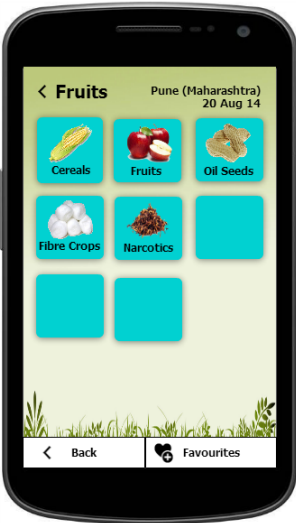 Fruits
Pune (Maharashtra)
20 Aug 14
Cereals
Fruits
Oil Seeds
Fibre Crops
Narcotics
Back
Favourites